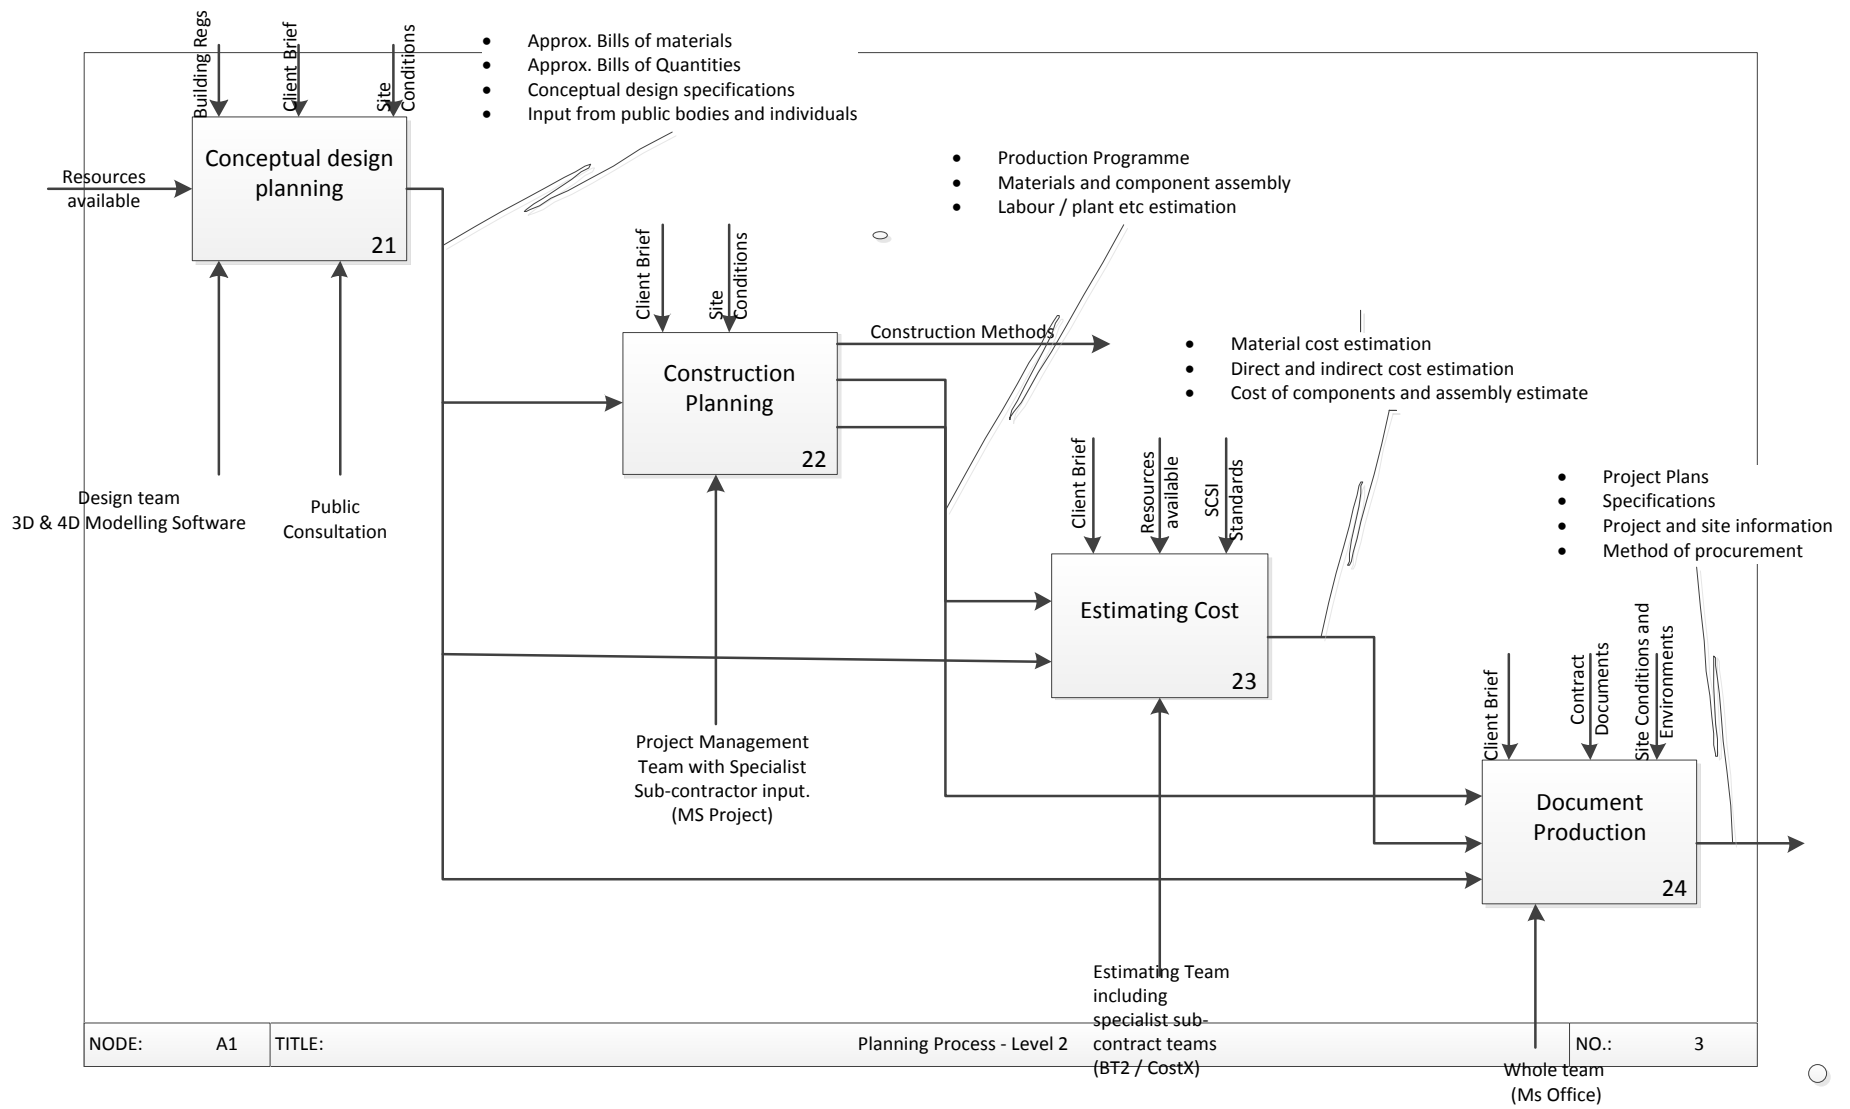 Building Regs
Client Brief
Site
Conditions
• Approx. Bills of materials
• Approx. Bills of Quantities
• Conceptual design specifications
• Input from public bodies and individuals
Resources
available
Conceptual design
planning
21
Design team
3D & 4D Modelling Software
Public
Consultation
• Production Programme
• Materials and component assembly
• Labour / plant etc estimation
Client Brief
Site
Conditions
Construction
Planning
22
Construction Methods
Project Management
Team with Specialist
Sub-contractor input.
(MS Project)
• Material cost estimation
• Direct and indirect cost estimation
• Cost of components and assembly estimate
Client Brief
Resources
available
SCSI
Standards
Estimating Cost
23
Estimating Team
including
specialist sub-
contract teams
(BT2 / CostX)
• Project Plans
• Specifications
• Project and site information
• Method of procurement
Client Brief
Contract
Documents
Site Conditions and
Environments
Document
Production
24
Whole team
(Ms Office)
NODE: A1
TITLE: Planning Process - Level 2
NO.: 3